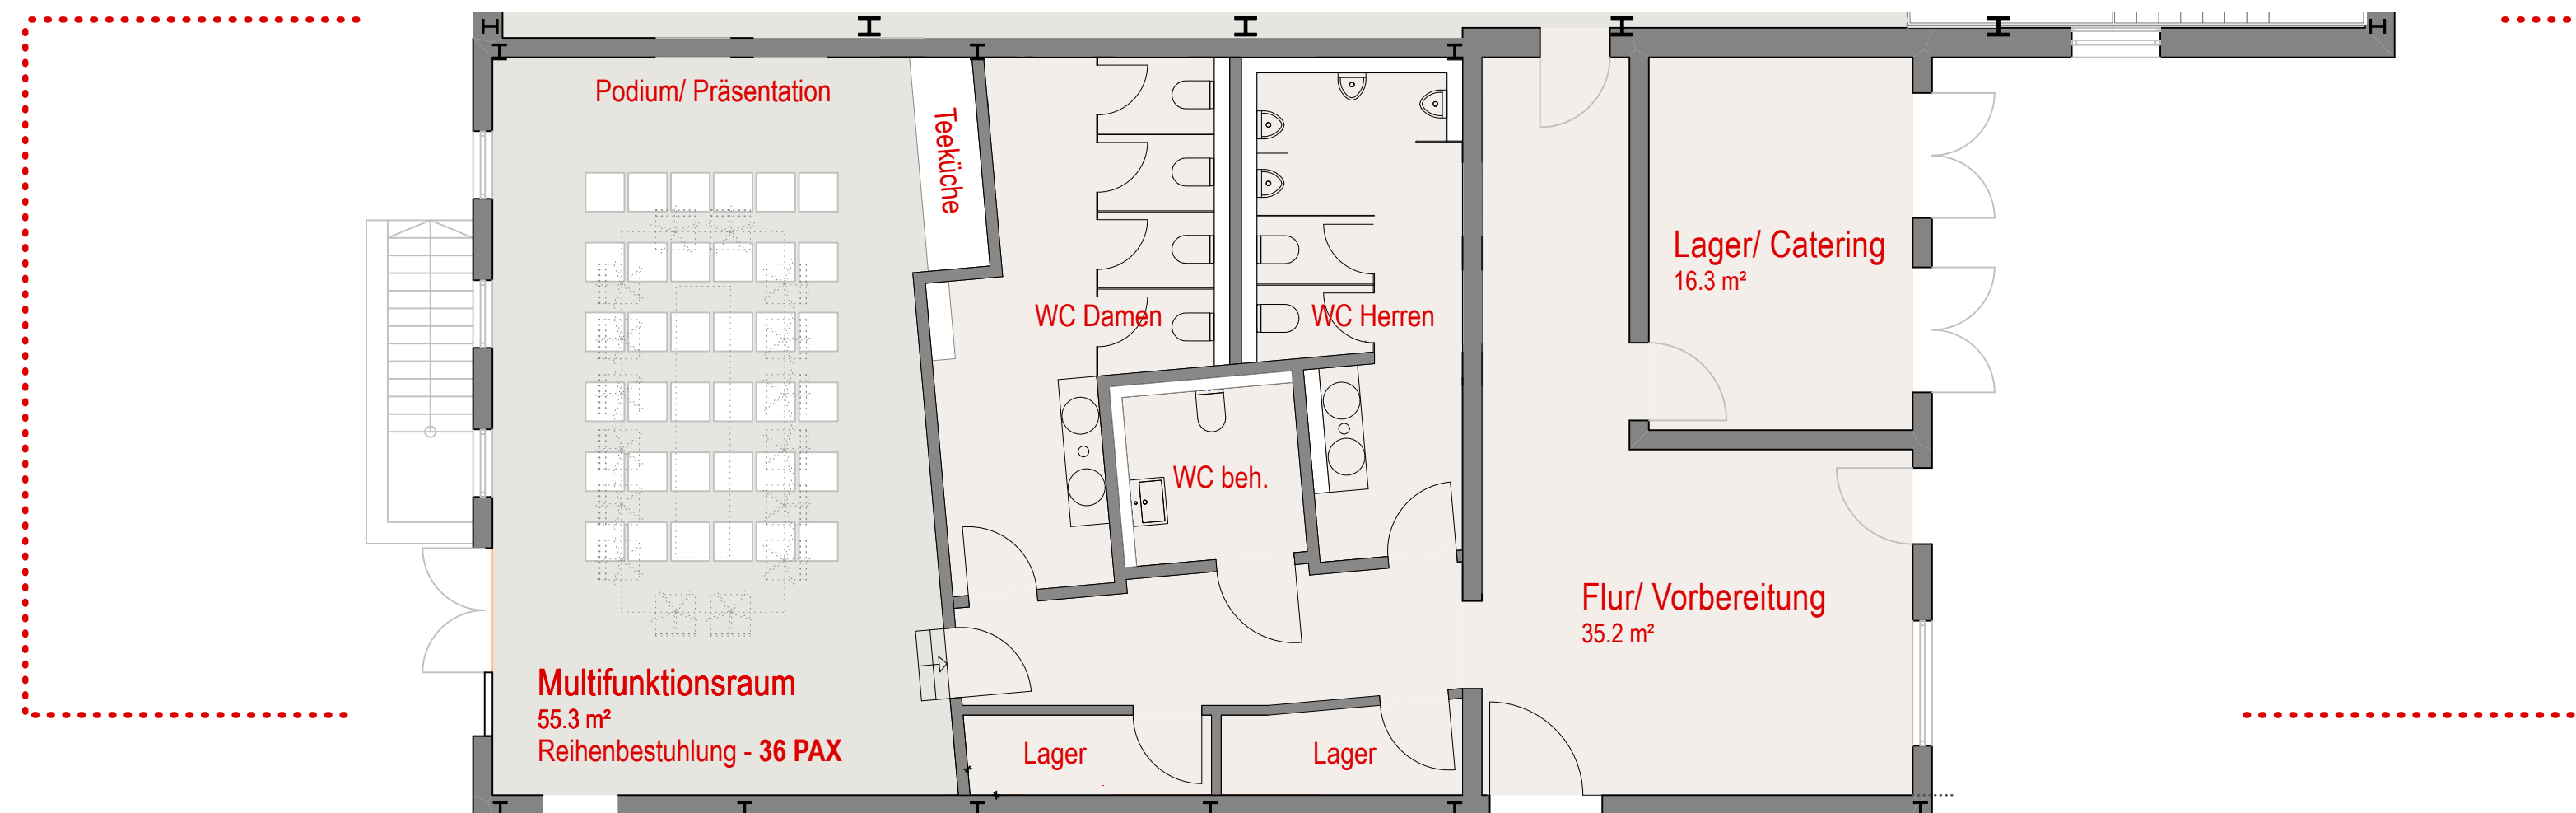 Podium/ Präsentation
Teeküche
WC Damen
WC Herren
WC beh.
Lager/ Catering
16.3 m²
Flur/ Vorbereitung
35.2 m²
Multifunktionsraum
55.3 m²
Reihenbestuhlung - 36 PAX
Lager
Lager